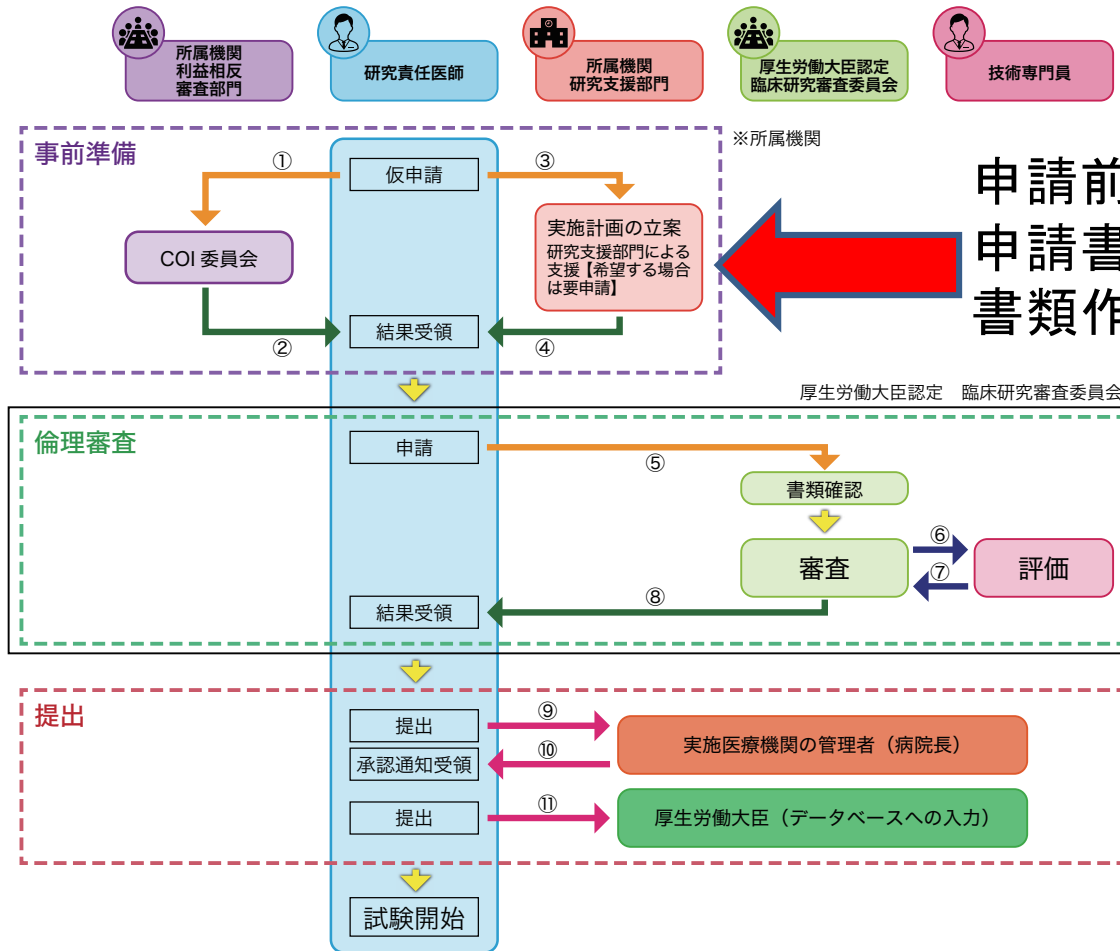 所属機関
利益相反
審査部門
研究責任医師
所属機関
研究支援部門
厚生労働大臣認定
臨床研究審査委員会
技術専門員
※所属機関
事前準備
①
仮申請
③
COI 委員会
実施計画の立案
研究支援部門による
支援【希望する場合
は要申請】
②
結果受領
④
申請前
申請書
書類作
厚生労働大臣認定　臨床研究審査委員会
倫理審査
申請
⑤
書類確認
審査
⑥
⑦
評価
結果受領
⑧
提出
提出
⑨
実施医療機関の管理者（病院長）
承認通知受領
⑩
提出
⑪
厚生労働大臣（データベースへの入力）
試験開始